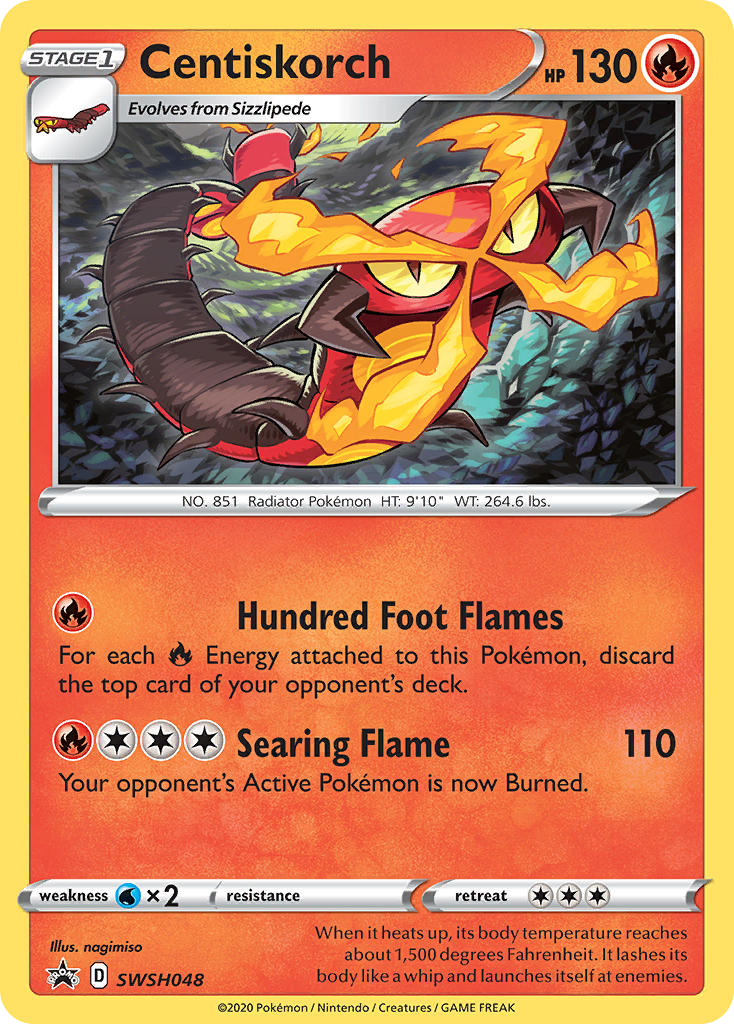 STAGE 1
Centiskorch
HP 130
Evolves from Sizzlipede
NO. 851 Radiator Pokémon HT: 9'10" WT: 264.6 lbs.
Hundred Foot Flames
For each Energy attached to this Pokémon, discard
the top card of your opponent's deck.
Searing Flame 110
Your opponent's Active Pokémon is now Burned.
weakness ×2 resistance retreat
Illus. nagimiso
When it heats up, its body temperature reaches
about 1,500 degrees Fahrenheit. It lashes its
body like a whip and launches itself at enemies.
PROMO D SWSH048
©2020 Pokémon / Nintendo / Creatures / GAME FREAK